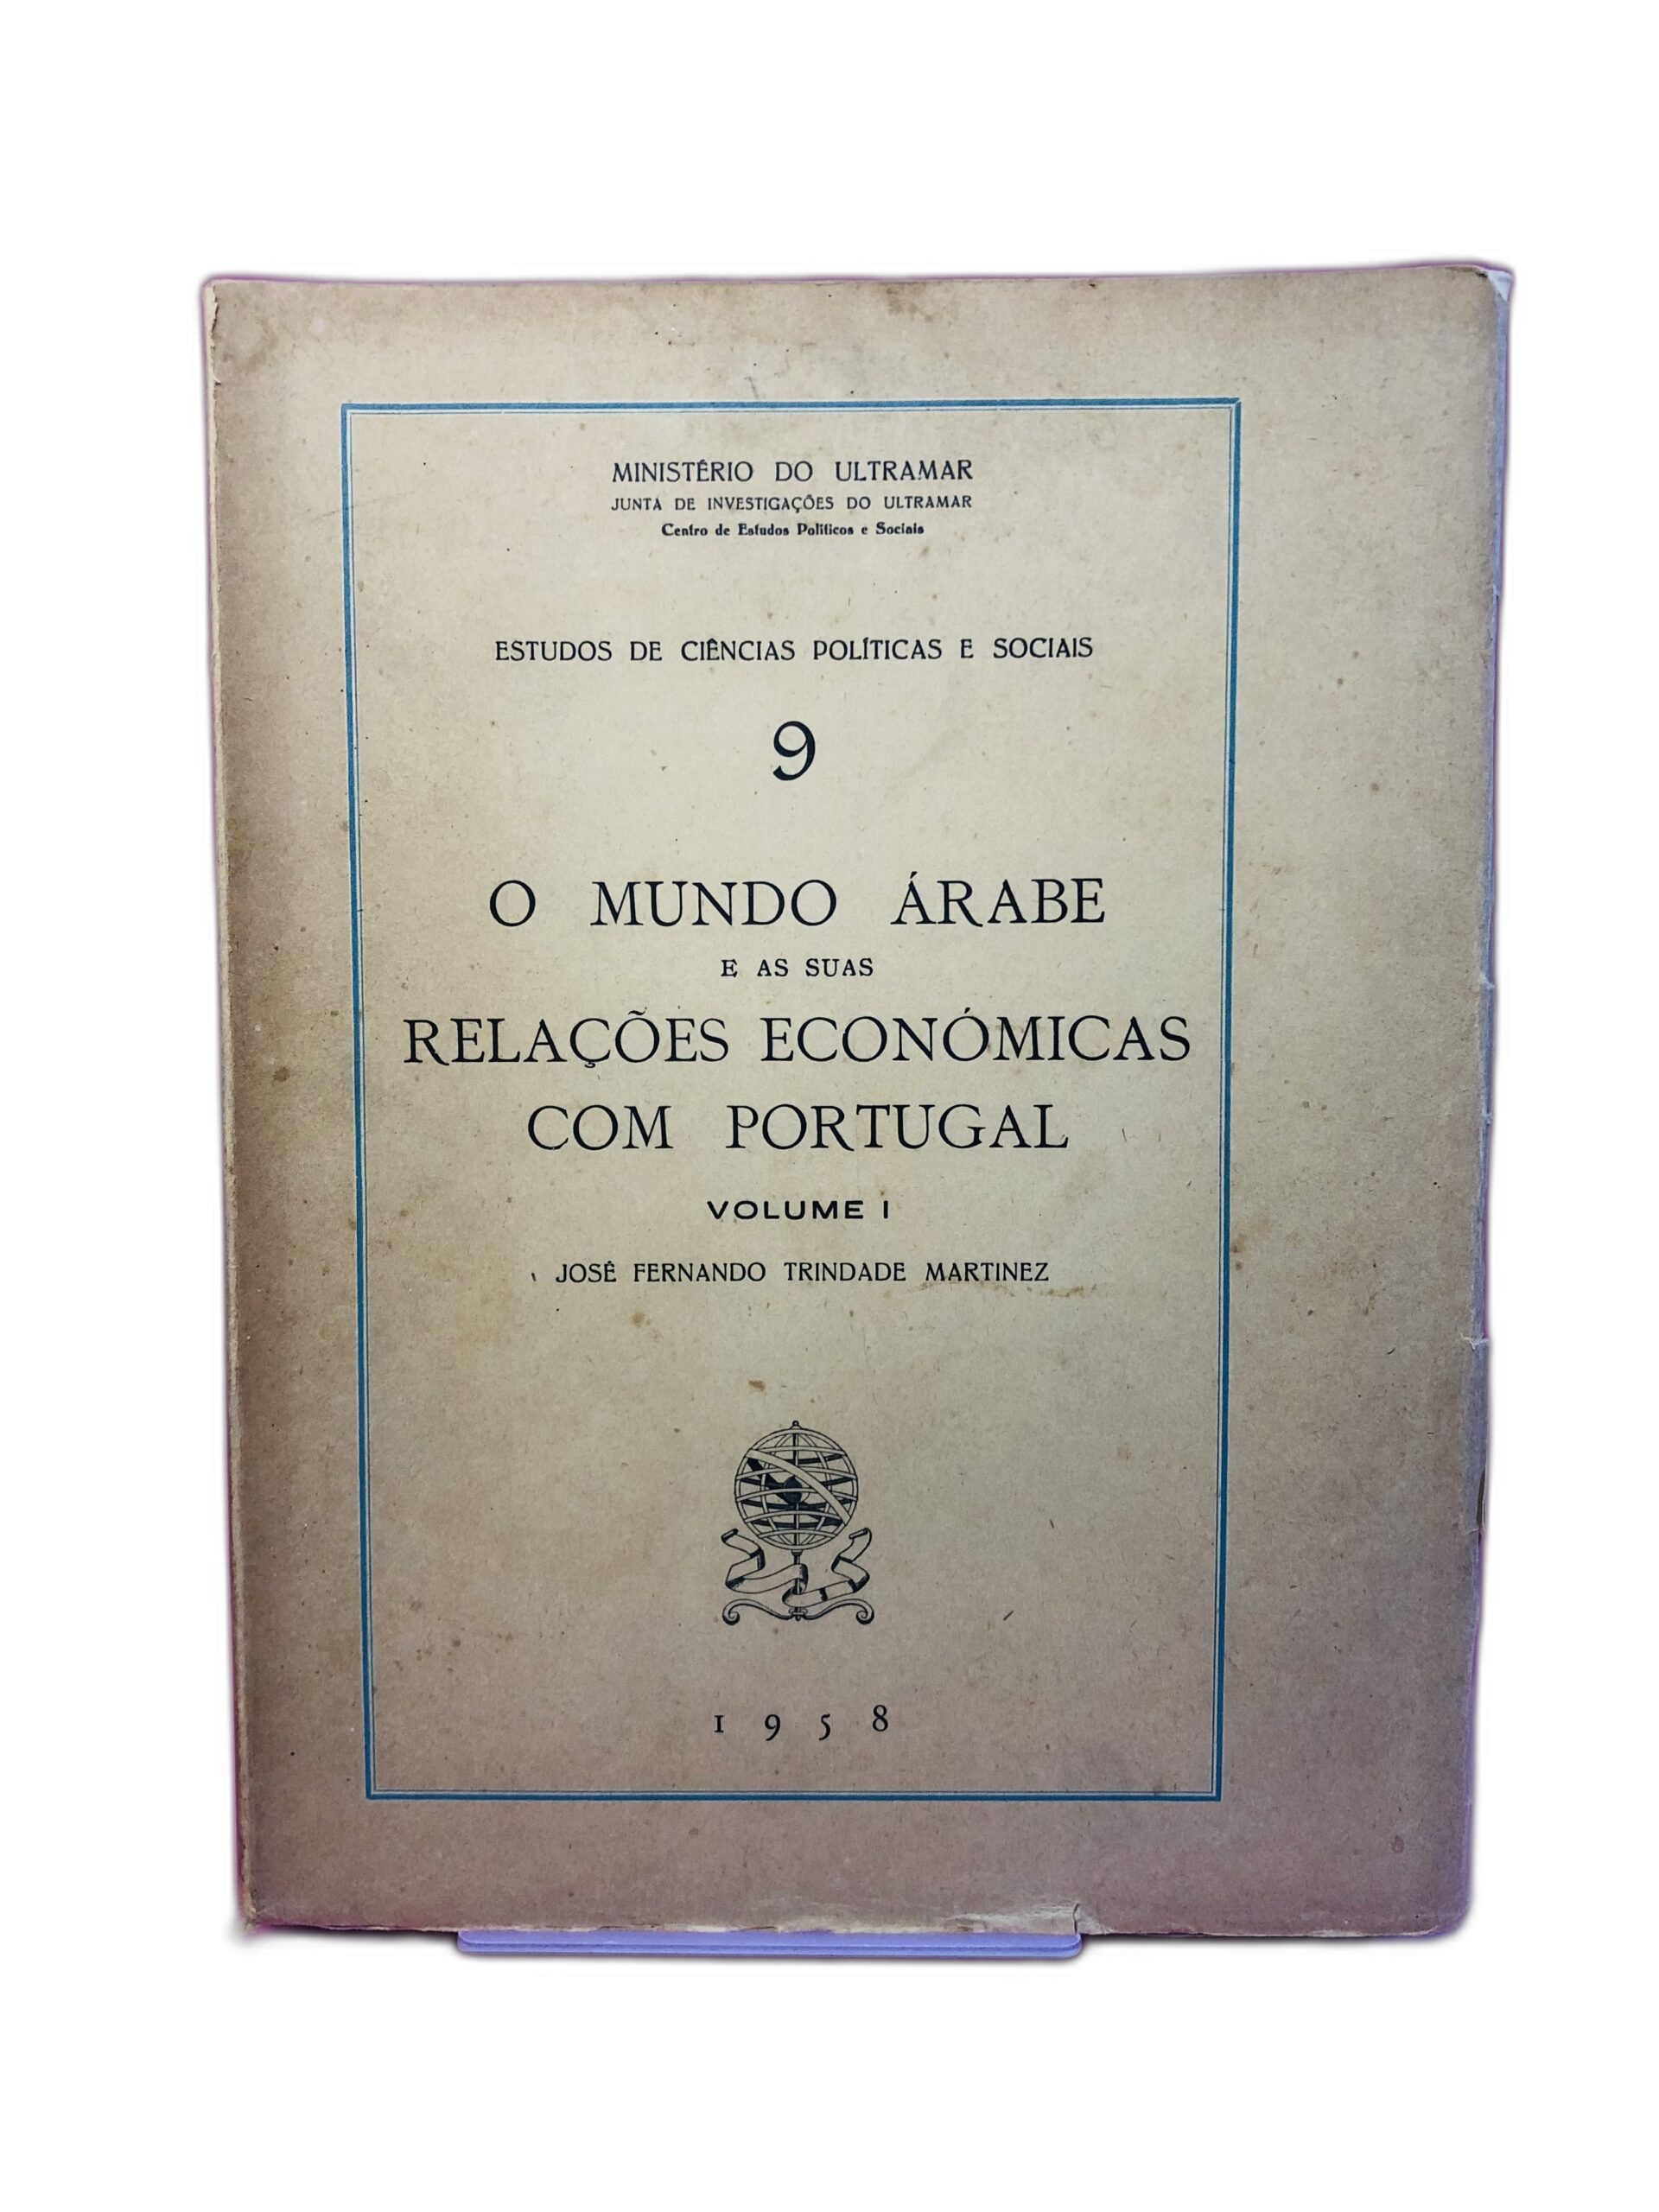 MINISTÉRIO DO ULTRAMAR
JUNTA DE INVESTIGAÇÕES DO ULTRAMAR
Centro de Estudos Políticos e Sociais
ESTUDOS DE CIÊNCIAS POLÍTICAS E SOCIAIS
9
O MUNDO ÁRABE
E AS SUAS
RELAÇÕES ECONÓMICAS
COM PORTUGAL
VOLUME I
JOSÉ FERNANDO TRINDADE MARTINEZ
1958